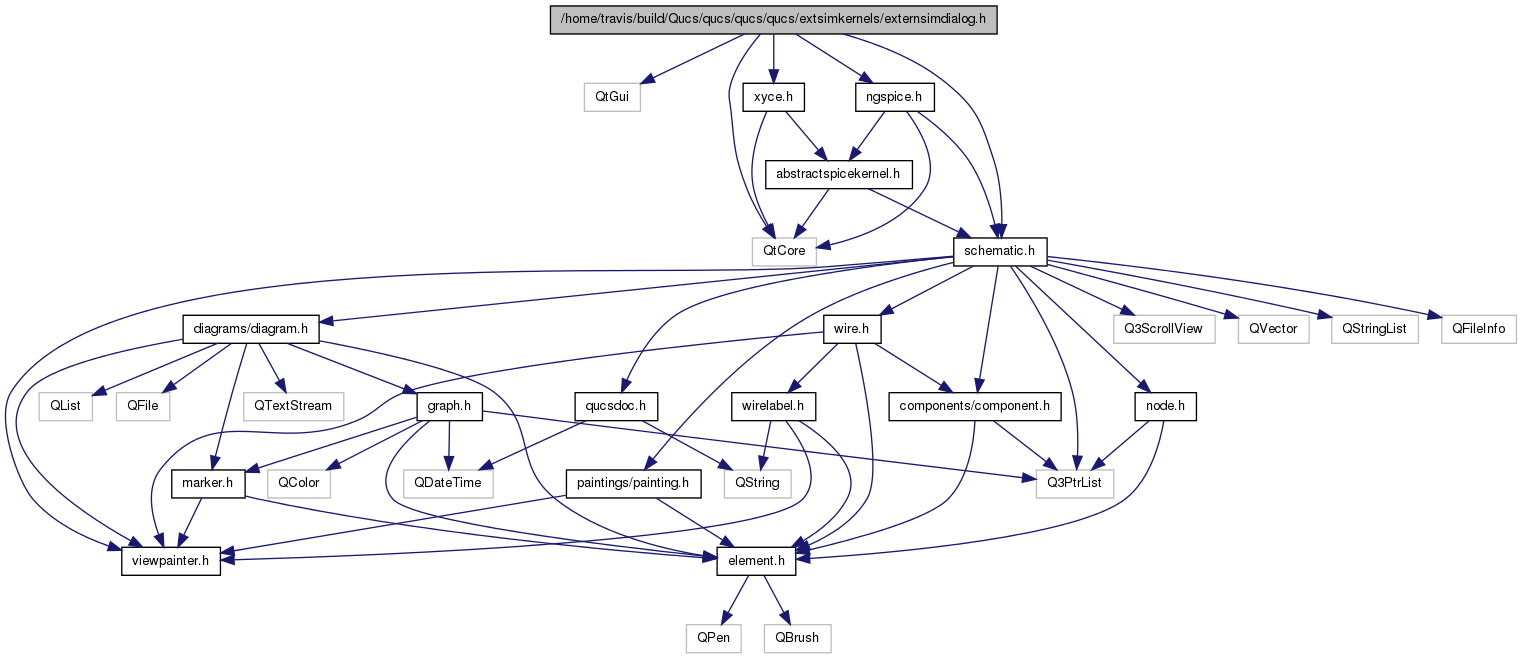 /home/travis/build/Qucs/qucs/qucs/qucs/extsimkernels/externsimdialog.h
QtGui
xyce.h
ngspice.h
abstractspicekernel.h
QtCore
schematic.h
diagrams/diagram.h
wire.h
Q3ScrollView
QVector
QStringList
QFileInfo
QList
QFile
QTextStream
graph.h
qucsdoc.h
wirelabel.h
components/component.h
node.h
marker.h
QColor
QDateTime
paintings/painting.h
QString
Q3PtrList
viewpainter.h
element.h
QPen
QBrush